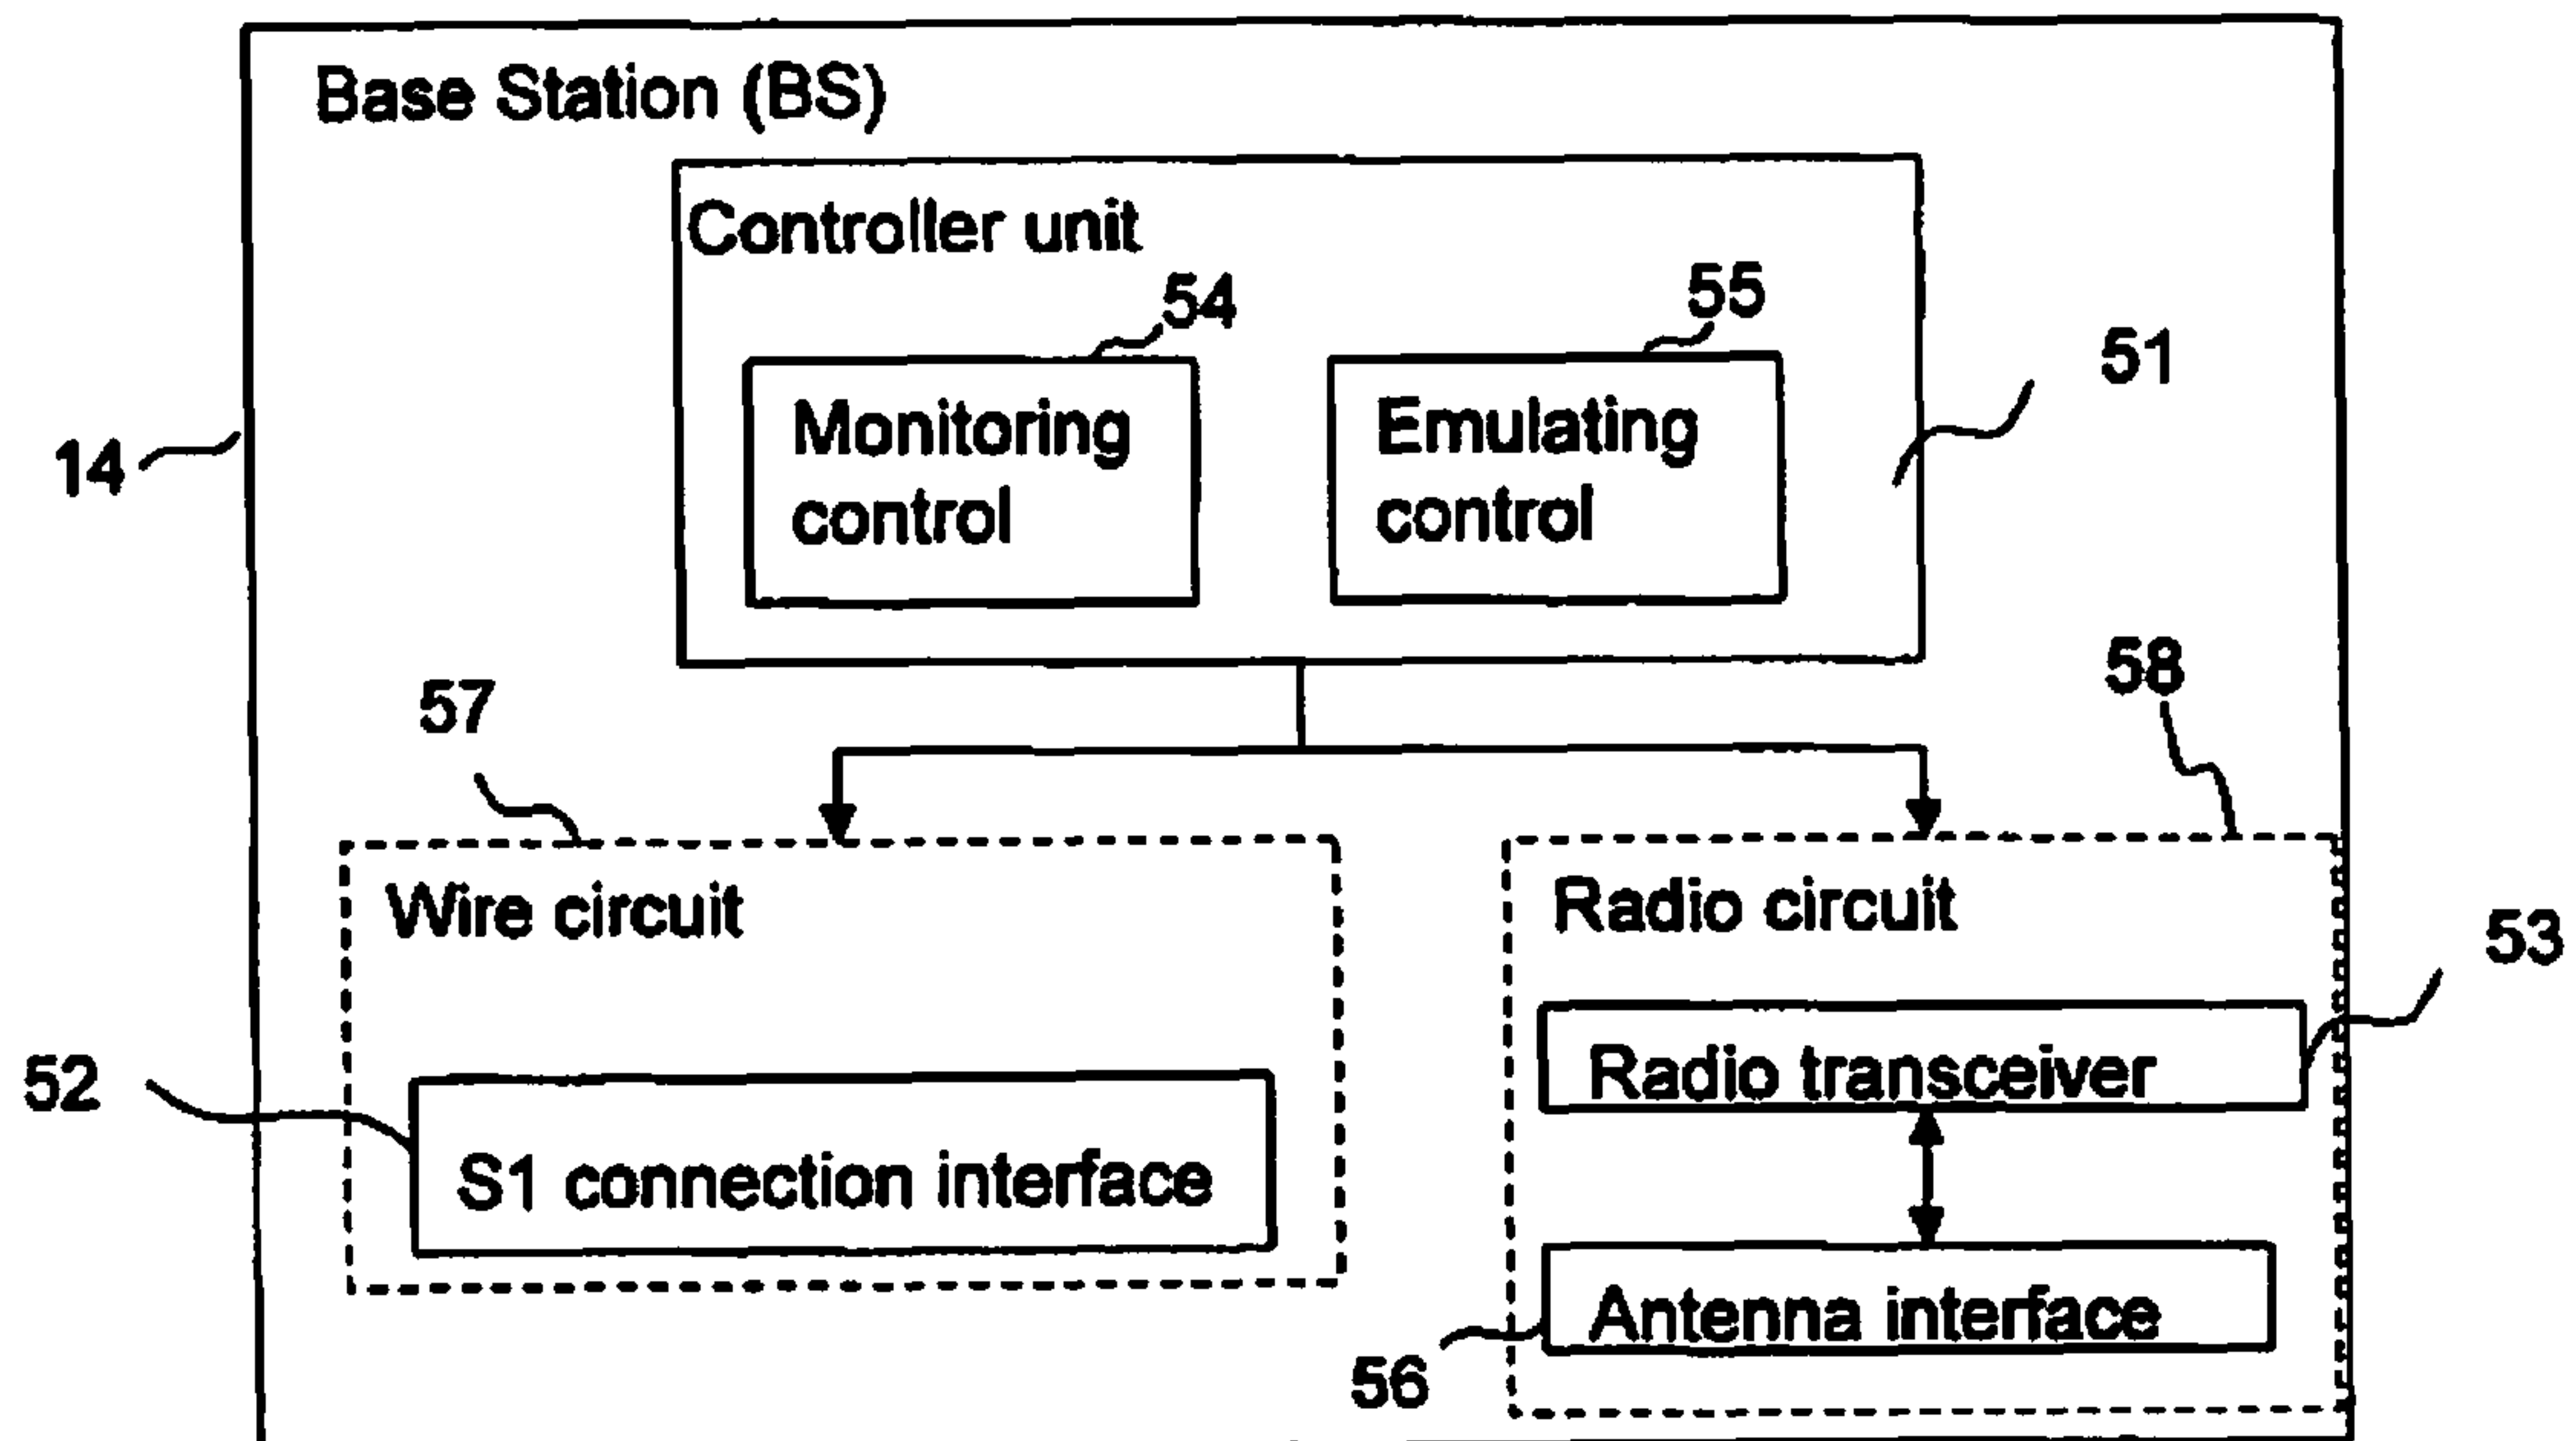 Base Station (BS)
Controller unit
54
55
51
Monitoring
control
Emulating
control
14
57
58
Wire circuit
Radio circuit
53
52
Radio transceiver
S1 connection interface
Antenna interface
56